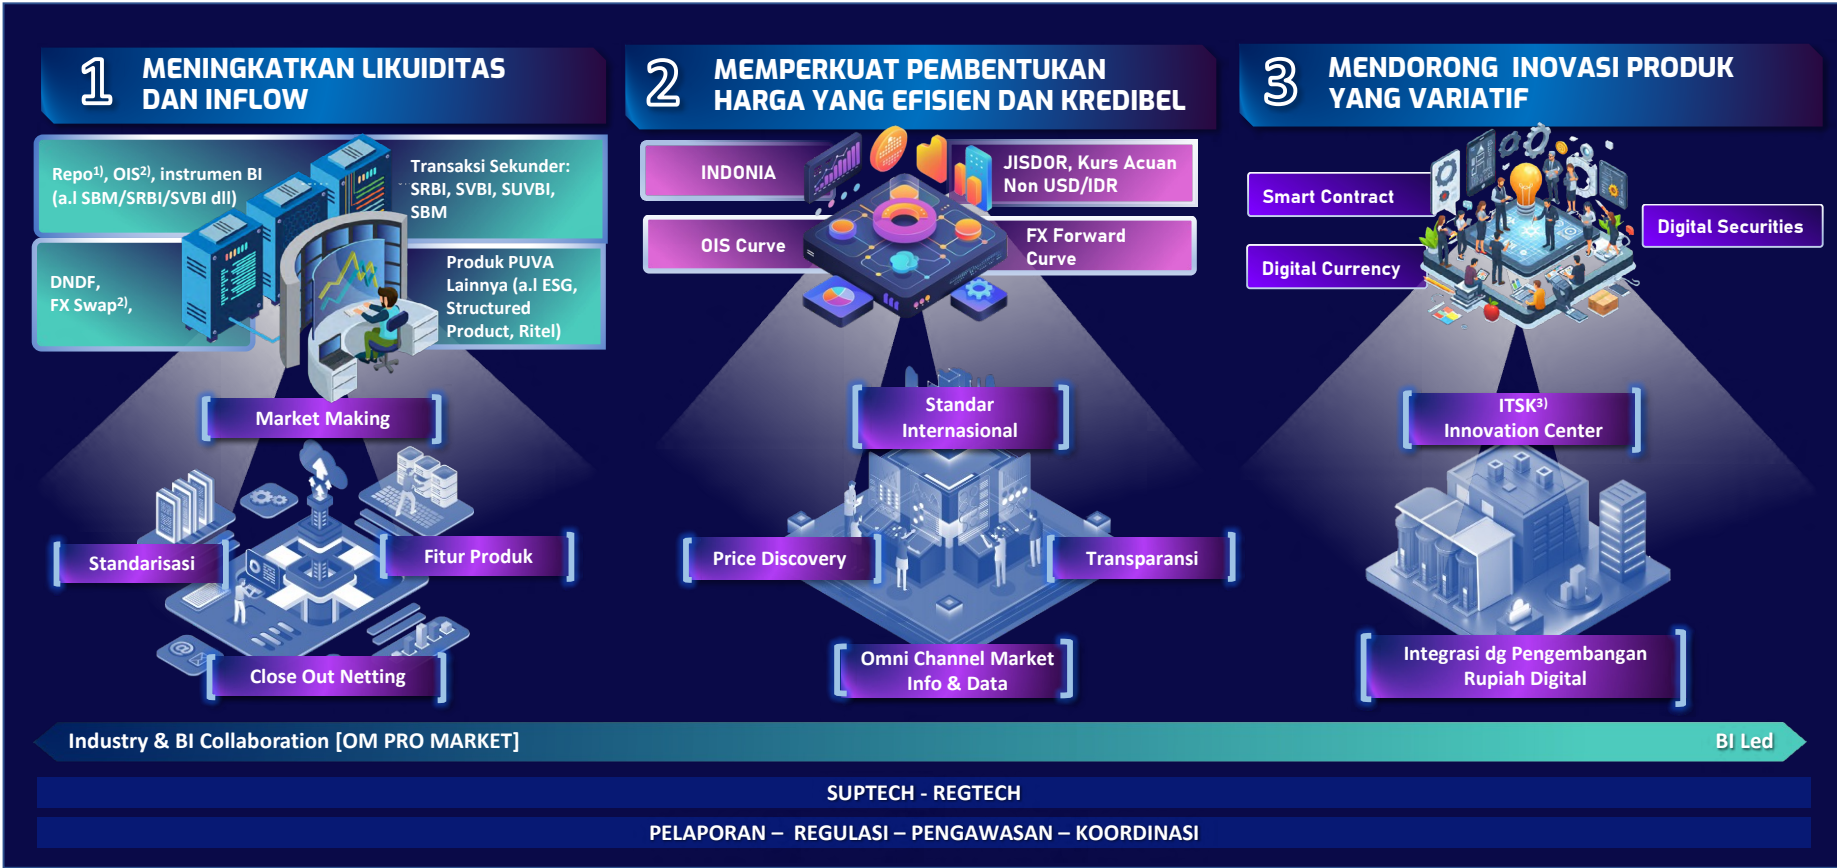 1
MENINGKATKAN LIKUIDITAS
DAN INFLOW
Repo¹⁾, OIS²⁾, instrumen BI
(a.l SBM/SRBI/SVBI dll)
Transaksi Sekunder:
SRBI, SVBI, SUVBI,
SBM
DNDF,
FX Swap²⁾,
Produk PUVA
Lainnya (a.l ESG,
Structured
Product, Ritel)
Market Making
Standarisasi
Fitur Produk
Close Out Netting
2
MEMPERKUAT PEMBENTUKAN
HARGA YANG EFISIEN DAN KREDIBEL
INDONIA
JISDOR, Kurs Acuan
Non USD/IDR
OIS Curve
FX Forward
Curve
Standar
Internasional
Price Discovery
Transparansi
Omni Channel Market
Info & Data
3
MENDORONG INOVASI PRODUK
YANG VARIATIF
Smart Contract
Digital Securities
Digital Currency
ITSK³⁾
Innovation Center
Integrasi dg Pengembangan
Rupiah Digital
Industry & BI Collaboration [OM PRO MARKET]
BI Led
SUPTECH - REGTECH
PELAPORAN – REGULASI – PENGAWASAN – KOORDINASI